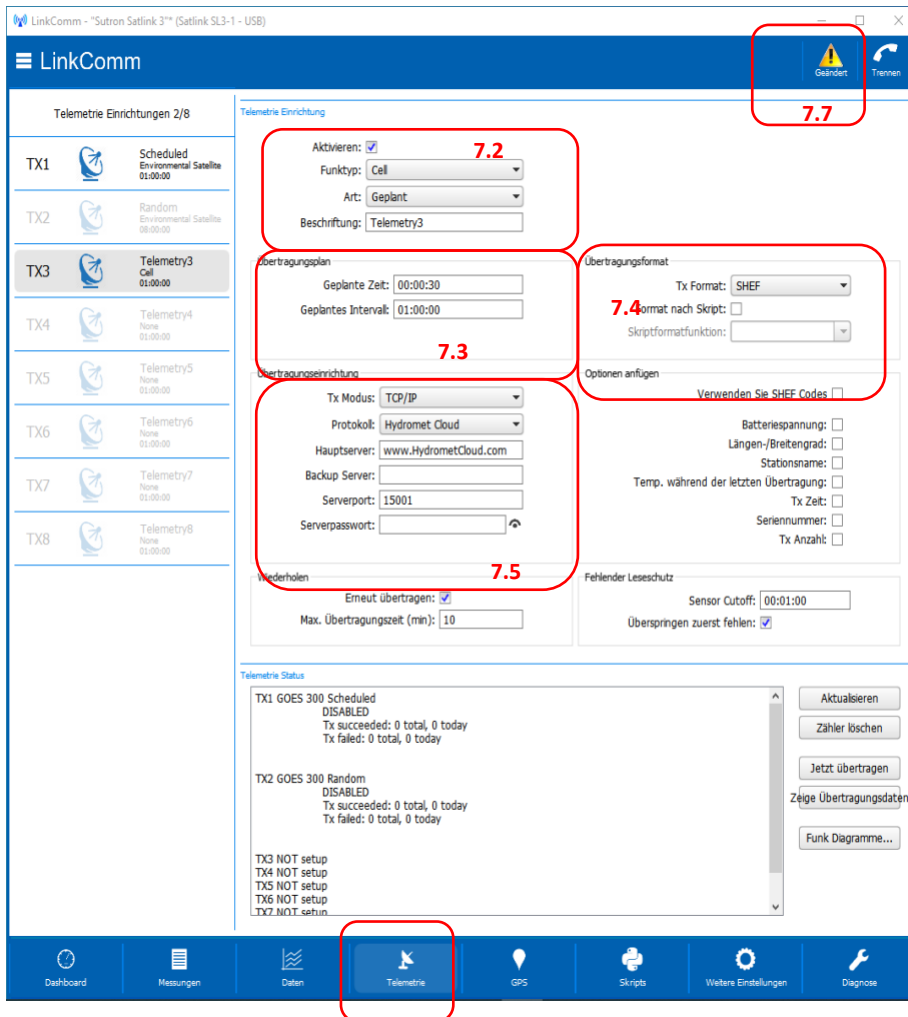 LinkComm - "Sutron Satlink 3"* (Satlink SL3-1 - USB)
LinkComm
Geändert
Trennen
7.7
Telemetrie Einrichtungen 2/8
TX1
Scheduled
Environmental Satellite
01:00:00
TX2
Random
Environmental Satellite
08:00:00
TX3
Telemetry3
Cell
01:00:00
TX4
Telemetry4
None
01:00:00
TX5
Telemetry5
None
01:00:00
TX6
Telemetry6
None
01:00:00
TX7
Telemetry7
None
01:00:00
TX8
Telemetry8
None
01:00:00
Telemetrie Einrichtung
Aktivieren:
7.2
Funktyp: Cell
Art: Geplant
Beschriftung: Telemetry3
Übertragungsplan
Geplante Zeit: 00:00:30
Geplantes Intervall: 01:00:00
7.3
Übertragungsformat
Tx Format: SHEF
7.4
Format nach Skript:
Skriptformatfunktion:
Übertragungseinrichtung
Tx Modus: TCP/IP
Protokoll: Hydromet Cloud
Hauptserver: www.HydrometCloud.com
Backup Server:
Serverport: 15001
Serverpasswort:
7.5
Optionen anfügen
Verwenden Sie SHEF Codes
Batteriespannung:
Längen-/Breitengrad:
Stationsname:
Temp. während der letzten Übertragung:
Tx Zeit:
Seriennummer:
Tx Anzahl:
Wiederholen
Erneut übertragen:
Max. Übertragungszeit (min): 10
Fehlender Leseschutz
Sensor Cutoff: 00:01:00
Überspringen zuerst fehlen:
Telemetrie Status
TX1 GOES 300 Scheduled
DISABLED
Tx succeeded: 0 total, 0 today
Tx failed: 0 total, 0 today
TX2 GOES 300 Random
DISABLED
Tx succeeded: 0 total, 0 today
Tx failed: 0 total, 0 today
TX3 NOT setup
TX4 NOT setup
TX5 NOT setup
TX6 NOT setup
TX7 NOT setup
Aktualisieren
Zähler löschen
Jetzt übertragen
Zeige Übertragungsdaten
Funk Diagramme...
Dashboard
Messungen
Daten
Telemetrie
GPS
Skripts
Weitere Einstellungen
Diagnose